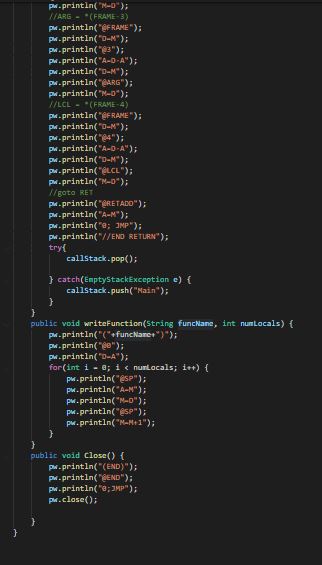 pw.println("M=D");
//ARG = *(FRAME-3)
pw.println("@FRAME");
pw.println("D=M");
pw.println("@3");
pw.println("A=D-A");
pw.println("D=M");
pw.println("@ARG");
pw.println("M=D");
//LCL = *(FRAME-4)
pw.println("@FRAME");
pw.println("D=M");
pw.println("@4");
pw.println("A=D-A");
pw.println("D=M");
pw.println("@LCL");
pw.println("M=D");
//goto RET
pw.println("@RETADD");
pw.println("A=M");
pw.println("0; JMP");
pw.println("//END RETURN");
try{
callStack.pop();
} catch(EmptyStackException e) {
callStack.push("Main");
}
}
public void writeFunction(String funcName, int numLocals) {
pw.println("("+funcName+")");
pw.println("@0");
pw.println("D=A");
for(int i = 0; i < numLocals; i++) {
pw.println("@SP");
pw.println("A=M");
pw.println("M=D");
pw.println("@SP");
pw.println("M=M+1");
}
}
public void Close() {
pw.println("(END)");
pw.println("@END");
pw.println("0;JMP");
pw.close();
}
}